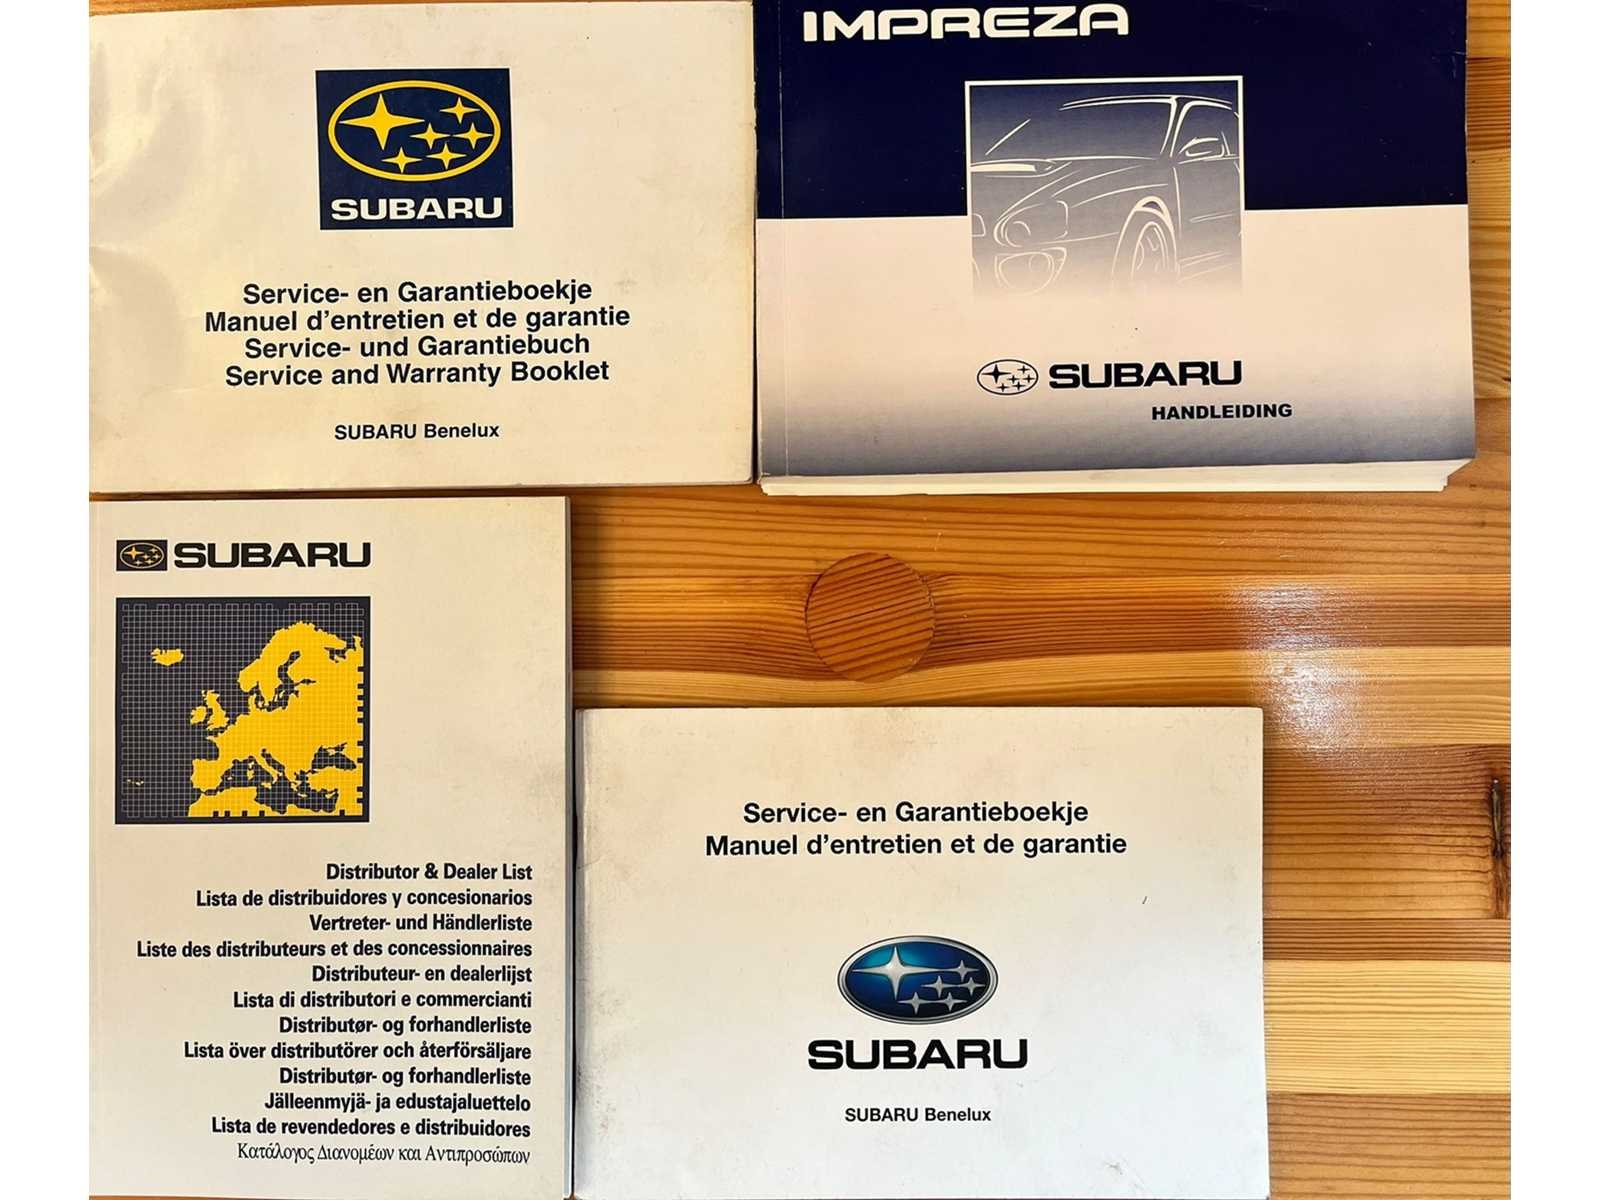 SUBARU
Service- en Garantieboekje
Manuel d'entretien et de garantie
Service- und Garantiebuch
Service and Warranty Booklet
SUBARU Benelux
IMPREZA
SUBARU
HANDLEIDING
SUBARU
Distributor & Dealer List
Lista de distribuidores y concesionarios
Vertreter- und Händlerliste
Liste des distributeurs et des concessionnaires
Distributeur- en dealerlijst
Lista di distributori e commercianti
Distributør- og forhandlerliste
Lista över distributörer och återförsäljare
Distributør- og forhandlerliste
Jälleenmyjä- ja edustajaluettelo
Lista de revendedores e distribuidores
Κατάλογος Διανομέων και Αντιπροσώπων
Service- en Garantieboekje
Manuel d'entretien et de garantie
SUBARU
SUBARU Benelux